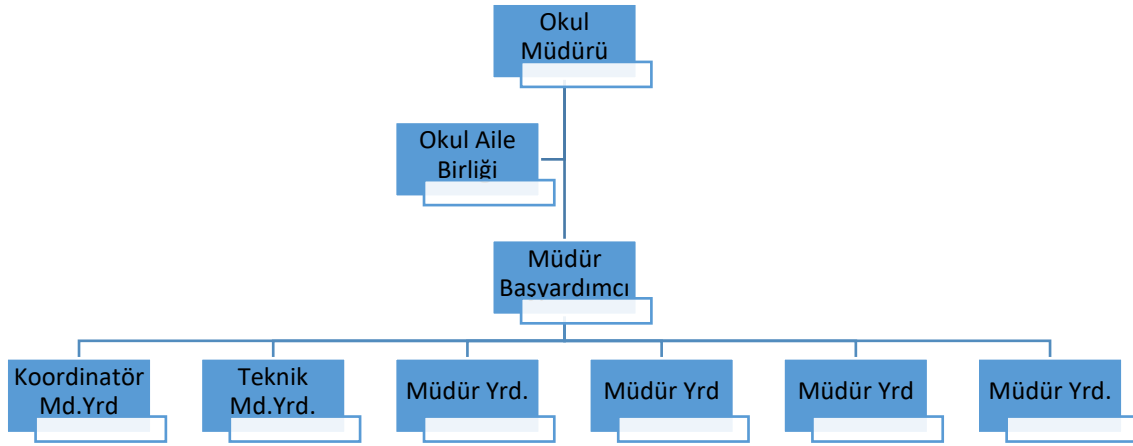 Okul
Müdürü
Okul Aile
Birliği
Müdür
Başyardımcı
Koordinatör
Md.Yrd
Teknik
Md.Yrd.
Müdür Yrd.
Müdür Yrd
Müdür Yrd
Müdür Yrd.